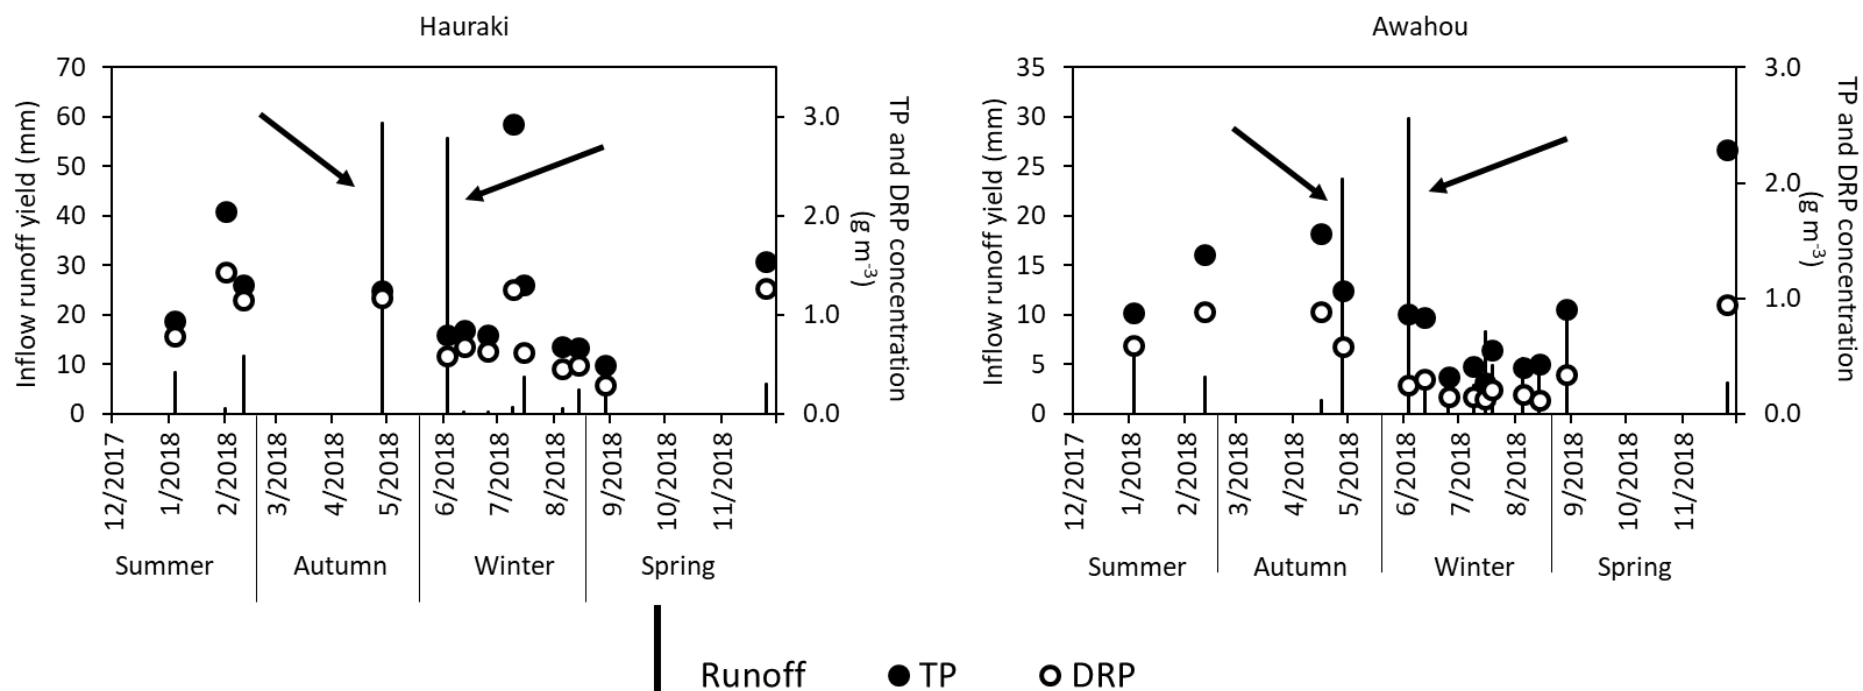 Hauraki
Inflow runoff yield (mm)
70
60
50
40
30
20
10
0
3.0
2.0
1.0
0.0
TP and DRP concentration
(g m-3)
12/2017
1/2018
2/2018
3/2018
4/2018
5/2018
6/2018
7/2018
8/2018
9/2018
10/2018
11/2018
Summer
Autumn
Winter
Spring
Awahou
Inflow runoff yield (mm)
35
30
25
20
15
10
5
0
3.0
2.0
1.0
0.0
TP and DRP concentration
(g m-3)
12/2017
1/2018
2/2018
3/2018
4/2018
5/2018
6/2018
7/2018
8/2018
9/2018
10/2018
11/2018
Summer
Autumn
Winter
Spring
Runoff
TP
DRP